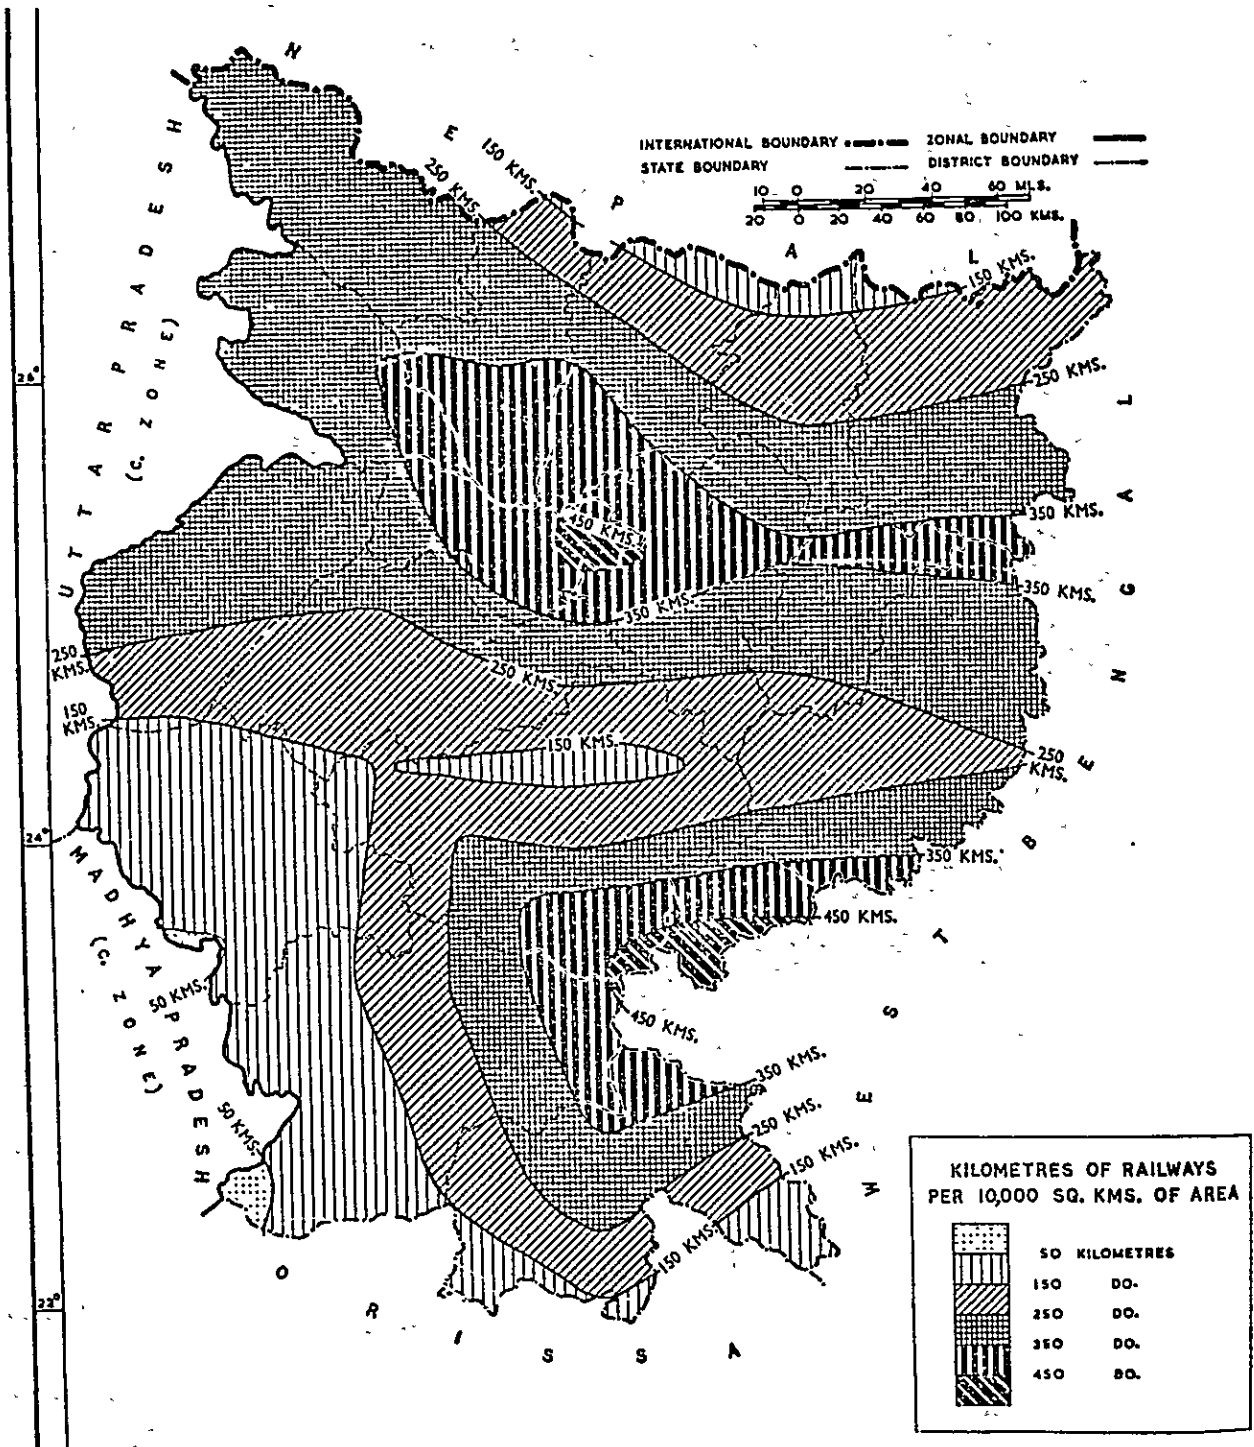 N
E
P
A
L
INTERNATIONAL BOUNDARY
ZONAL BOUNDARY
STATE BOUNDARY
DISTRICT BOUNDARY
10 0 20 40 60 MLS.
20 0 20 40 60 80 100 KMS.
150 KMS.
250 KMS.
150 KMS.
250 KMS.
UTTAR PRADESH
(C. ZONE)
26°
450 KMS.
350 KMS.
350 KMS.
350 KMS.
250 KMS.
250 KMS.
150 KMS.
150 KMS.
250 KMS.
24°
350 KMS.
450 KMS.
MADHYA PRADESH
(C. ZONE)
50 KMS.
450 KMS.
350 KMS.
250 KMS.
150 KMS.
50 KMS.
150 KMS.
WEST BENGAL
22°
ORISSA
KILOMETRES OF RAILWAYS
PER 10,000 SQ. KMS. OF AREA
50 KILOMETRES
150 DO.
250 DO.
350 DO.
450 DO.